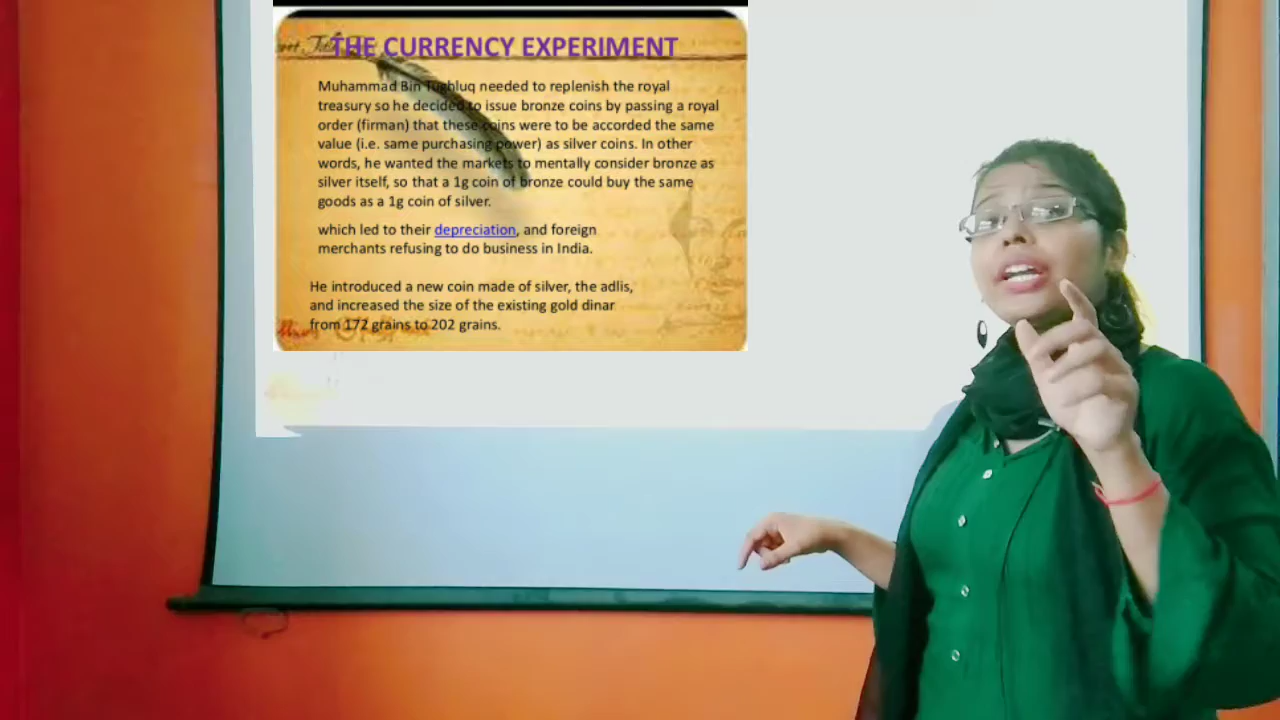 THE CURRENCY EXPERIMENT
Muhammad Bin Tughluq needed to replenish the royal
treasury so he decided to issue bronze coins by passing a royal
order (firman) that these coins were to be accorded the same
value (i.e. same purchasing power) as silver coins. In other
words, he wanted the markets to mentally consider bronze as
silver itself, so that a 1g coin of bronze could buy the same
goods as a 1g coin of silver.
which led to their depreciation, and foreign
merchants refusing to do business in India.
He introduced a new coin made of silver, the adlis,
and increased the size of the existing gold dinar
from 172 grains to 202 grains.